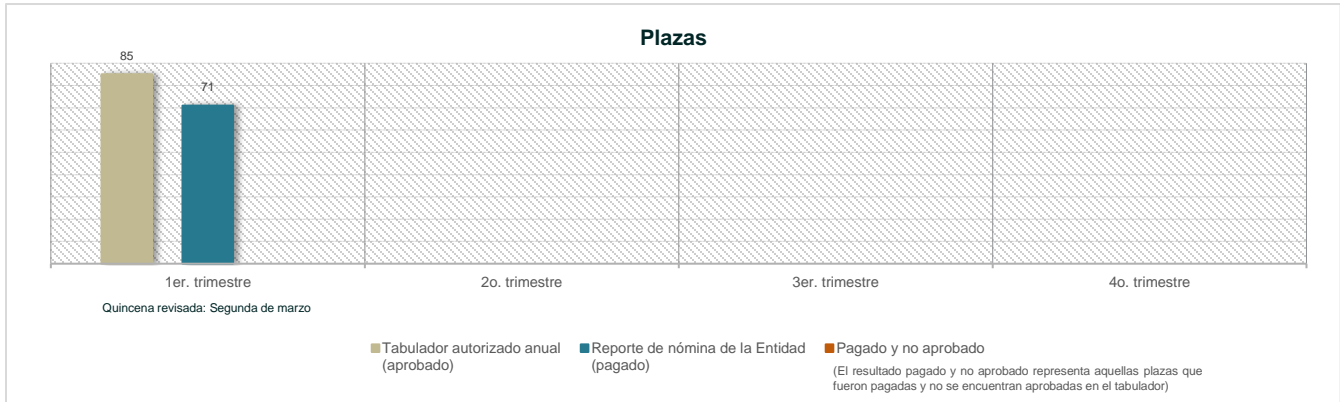 Plazas
85
71
1er. trimestre
2o. trimestre
3er. trimestre
4o. trimestre
Quincena revisada: Segunda de marzo
Tabulador autorizado anual
(aprobado)
Reporte de nómina de la Entidad
(pagado)
Pagado y no aprobado
(El resultado pagado y no aprobado representa aquellas plazas que
fueron pagadas y no se encuentran aprobadas en el tabulador)